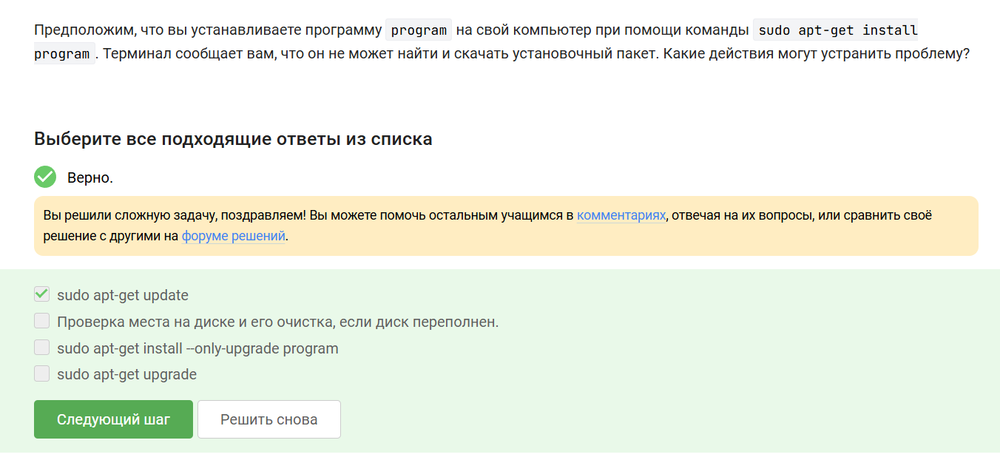 Предположим, что вы устанавливаете программу program на свой компьютер при помощи команды sudo apt-get install
program. Терминал сообщает вам, что он не может найти и скачать установочный пакет. Какие действия могут устранить проблему?
Выберите все подходящие ответы из списка
Верно.
Вы решили сложную задачу, поздравляем! Вы можете помочь остальным учащимся в комментариях, отвечая на их вопросы, или сравнить своё
решение с другими на форуме решений.
sudo apt-get update
Проверка места на диске и его очистка, если диск переполнен.
sudo apt-get install --only-upgrade program
sudo apt-get upgrade
Следующий шаг
Решить снова